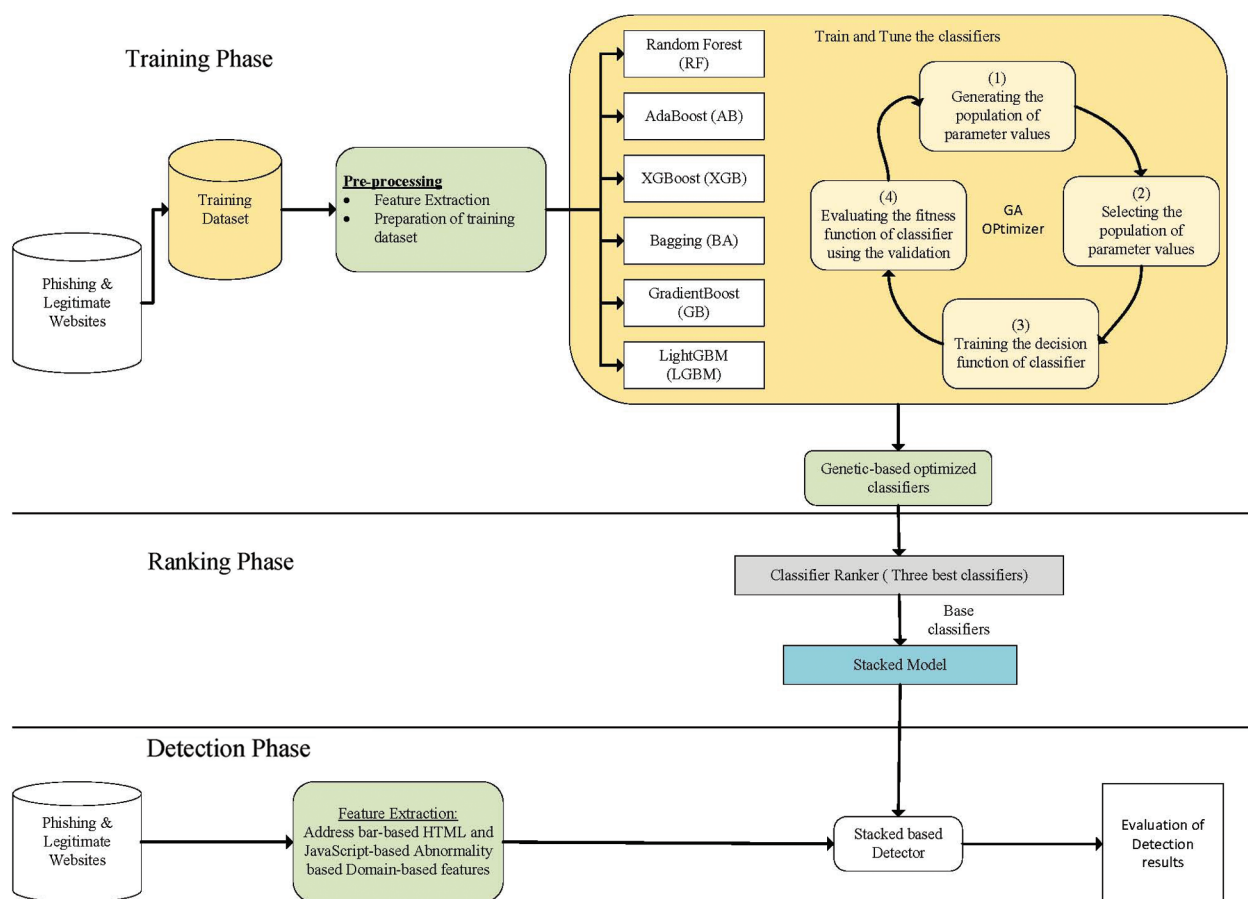 Training Phase
Phishing &
Legitimate
Websites
Training
Dataset
Pre-processing
• Feature Extraction
• Preparation of training
dataset
Random Forest
(RF)
AdaBoost (AB)
XGBoost (XGB)
Bagging (BA)
GradientBoost
(GB)
LightGBM
(LGBM)
Train and Tune the classifiers
(1)
Generating the
population of
parameter values
(2)
Selecting the
population of
parameter values
(3)
Training the decision
function of classifier
(4)
Evaluating the fitness
function of classifier
using the validation
GA
OPtimizer
Genetic-based optimized
classifiers
Ranking Phase
Classifier Ranker ( Three best classifiers)
Base
classifiers
Stacked Model
Detection Phase
Phishing &
Legitimate
Websites
Feature Extraction:
Address bar-based HTML and
JavaScript-based Abnormality
based Domain-based features
Stacked based
Detector
Evaluation of
Detection
results